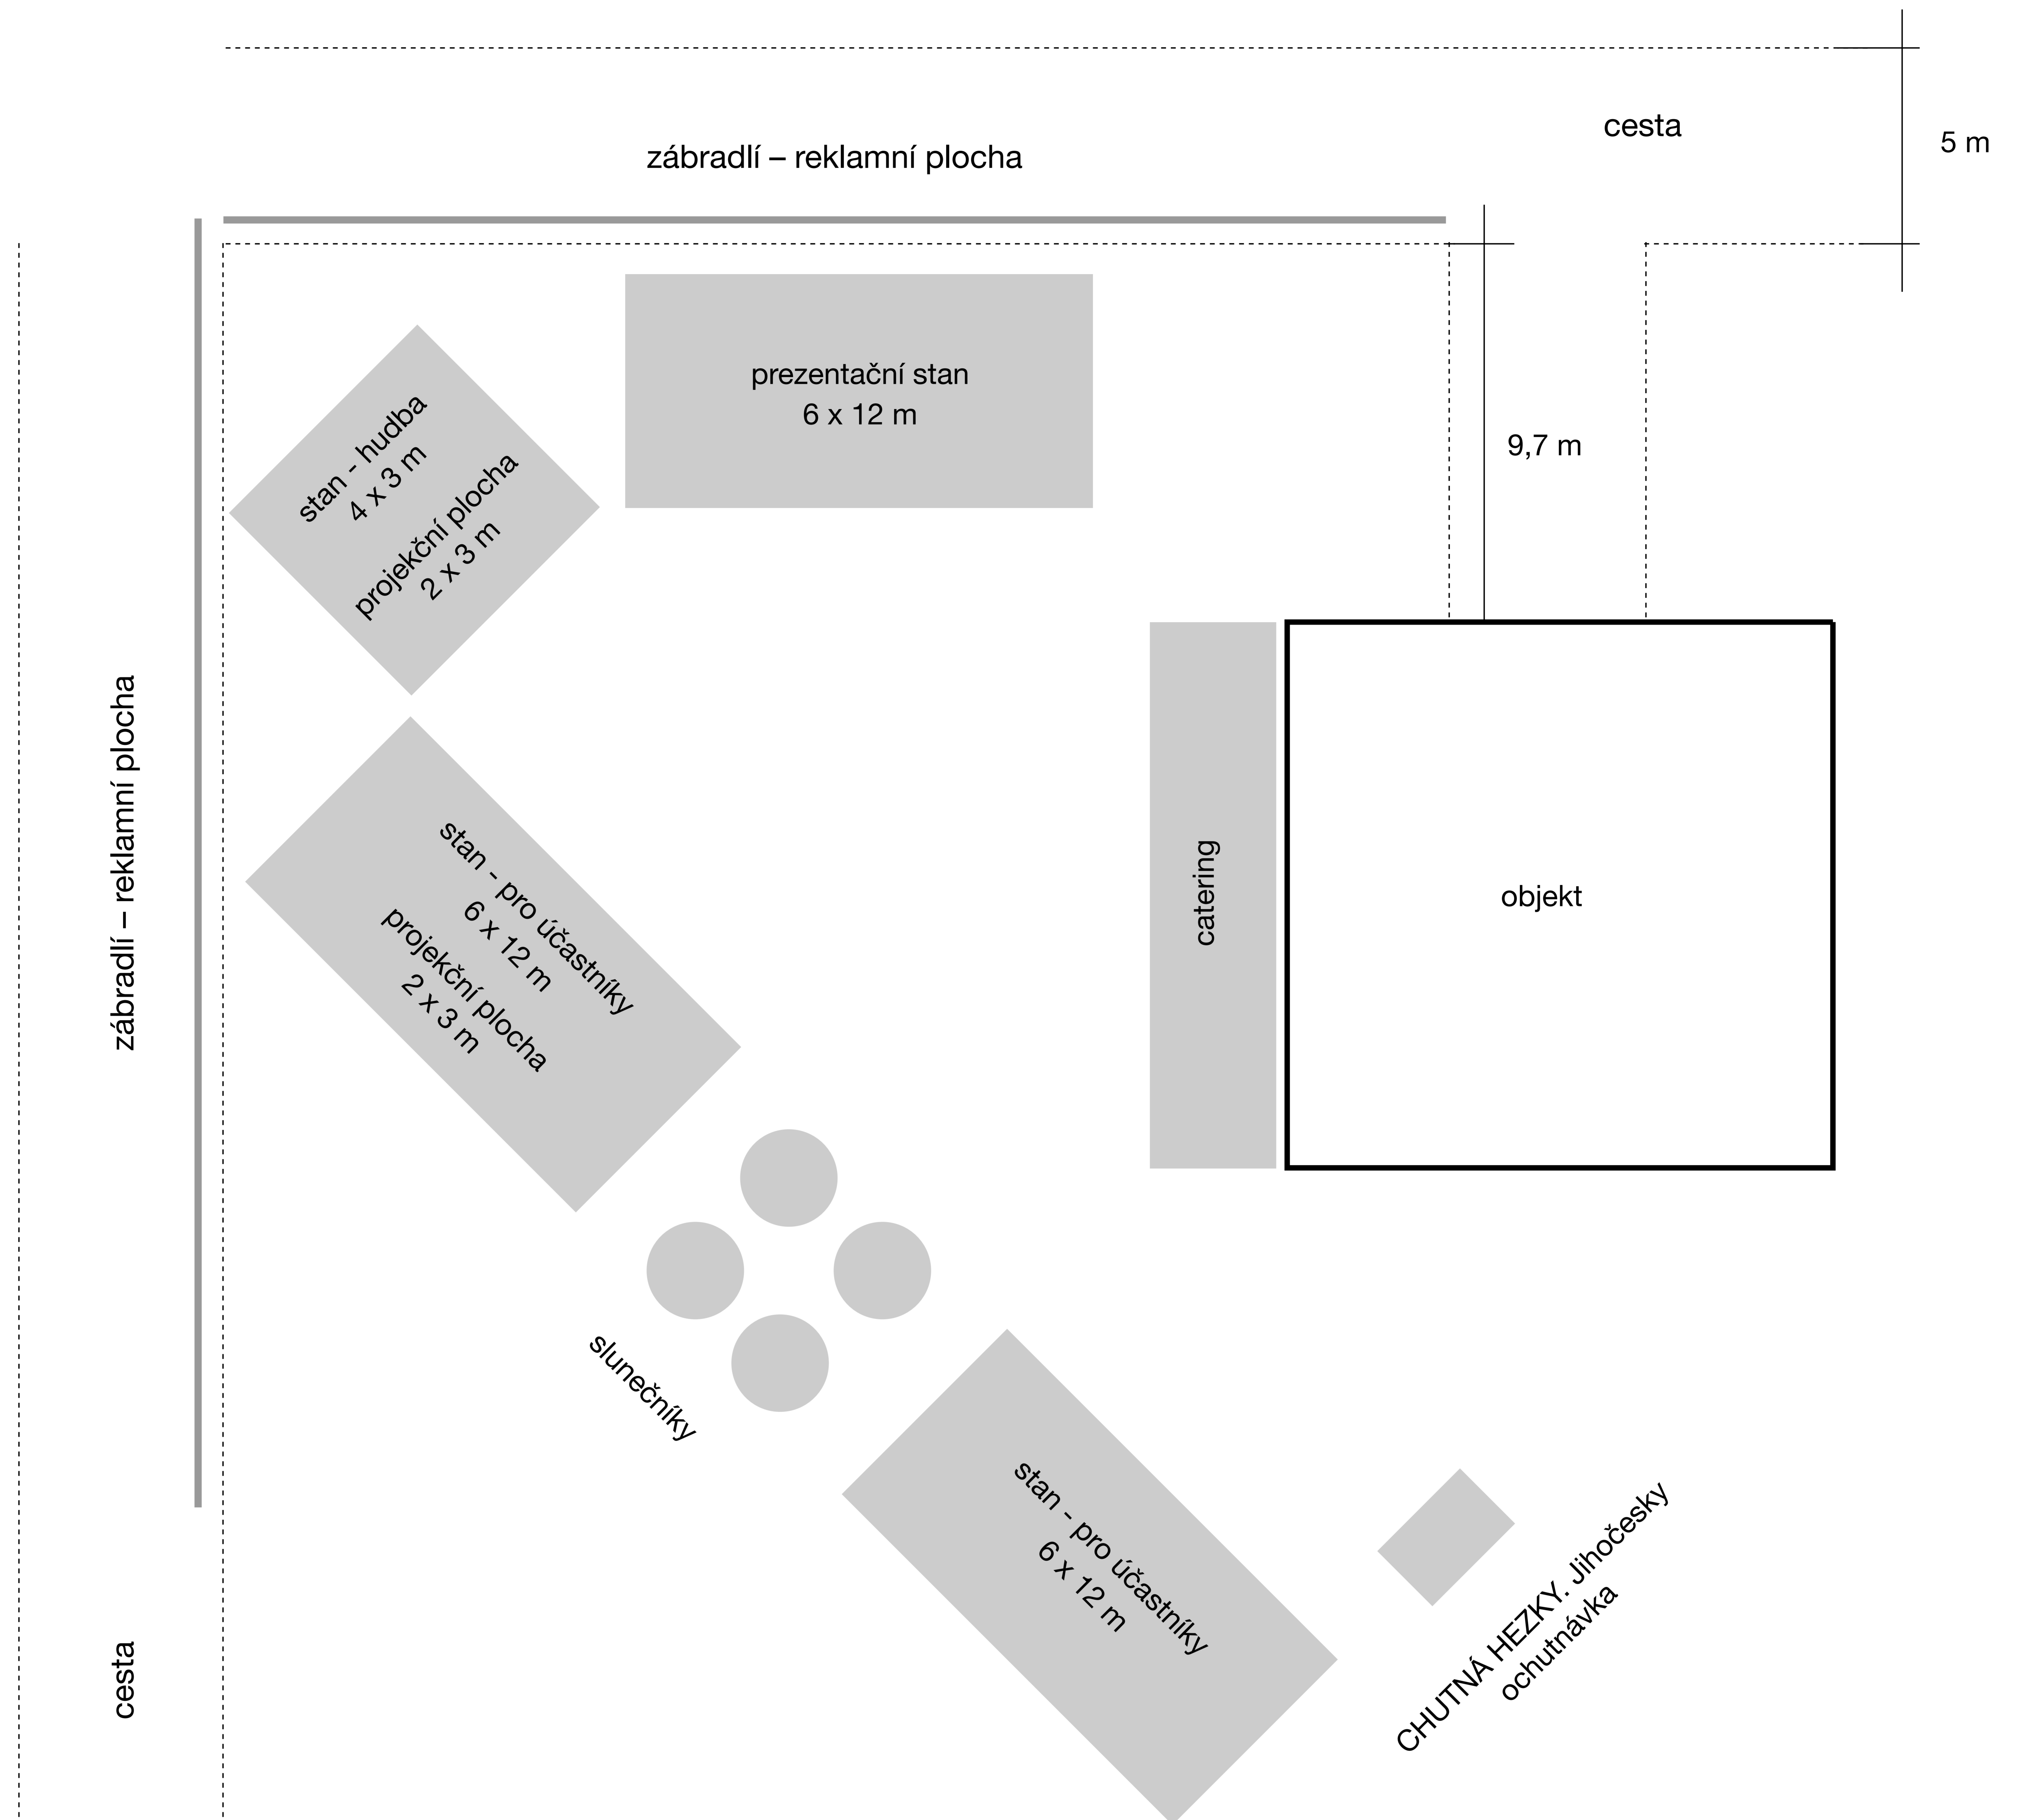 cesta
5 m
zábradlí – reklamní plocha
prezentační stan
6 x 12 m
9,7 m
stan - hudba
4 x 3 m
projekční plocha
2 x 3 m
zábradlí – reklamní plocha
stan - pro účastníky
6 x 12 m
projekční plocha
2 x 3 m
catering
objekt
slunečníky
stan - pro účastníky
6 x 12 m
CHUTNÁ HEZKY. Jihočesky
ochutnávka
cesta